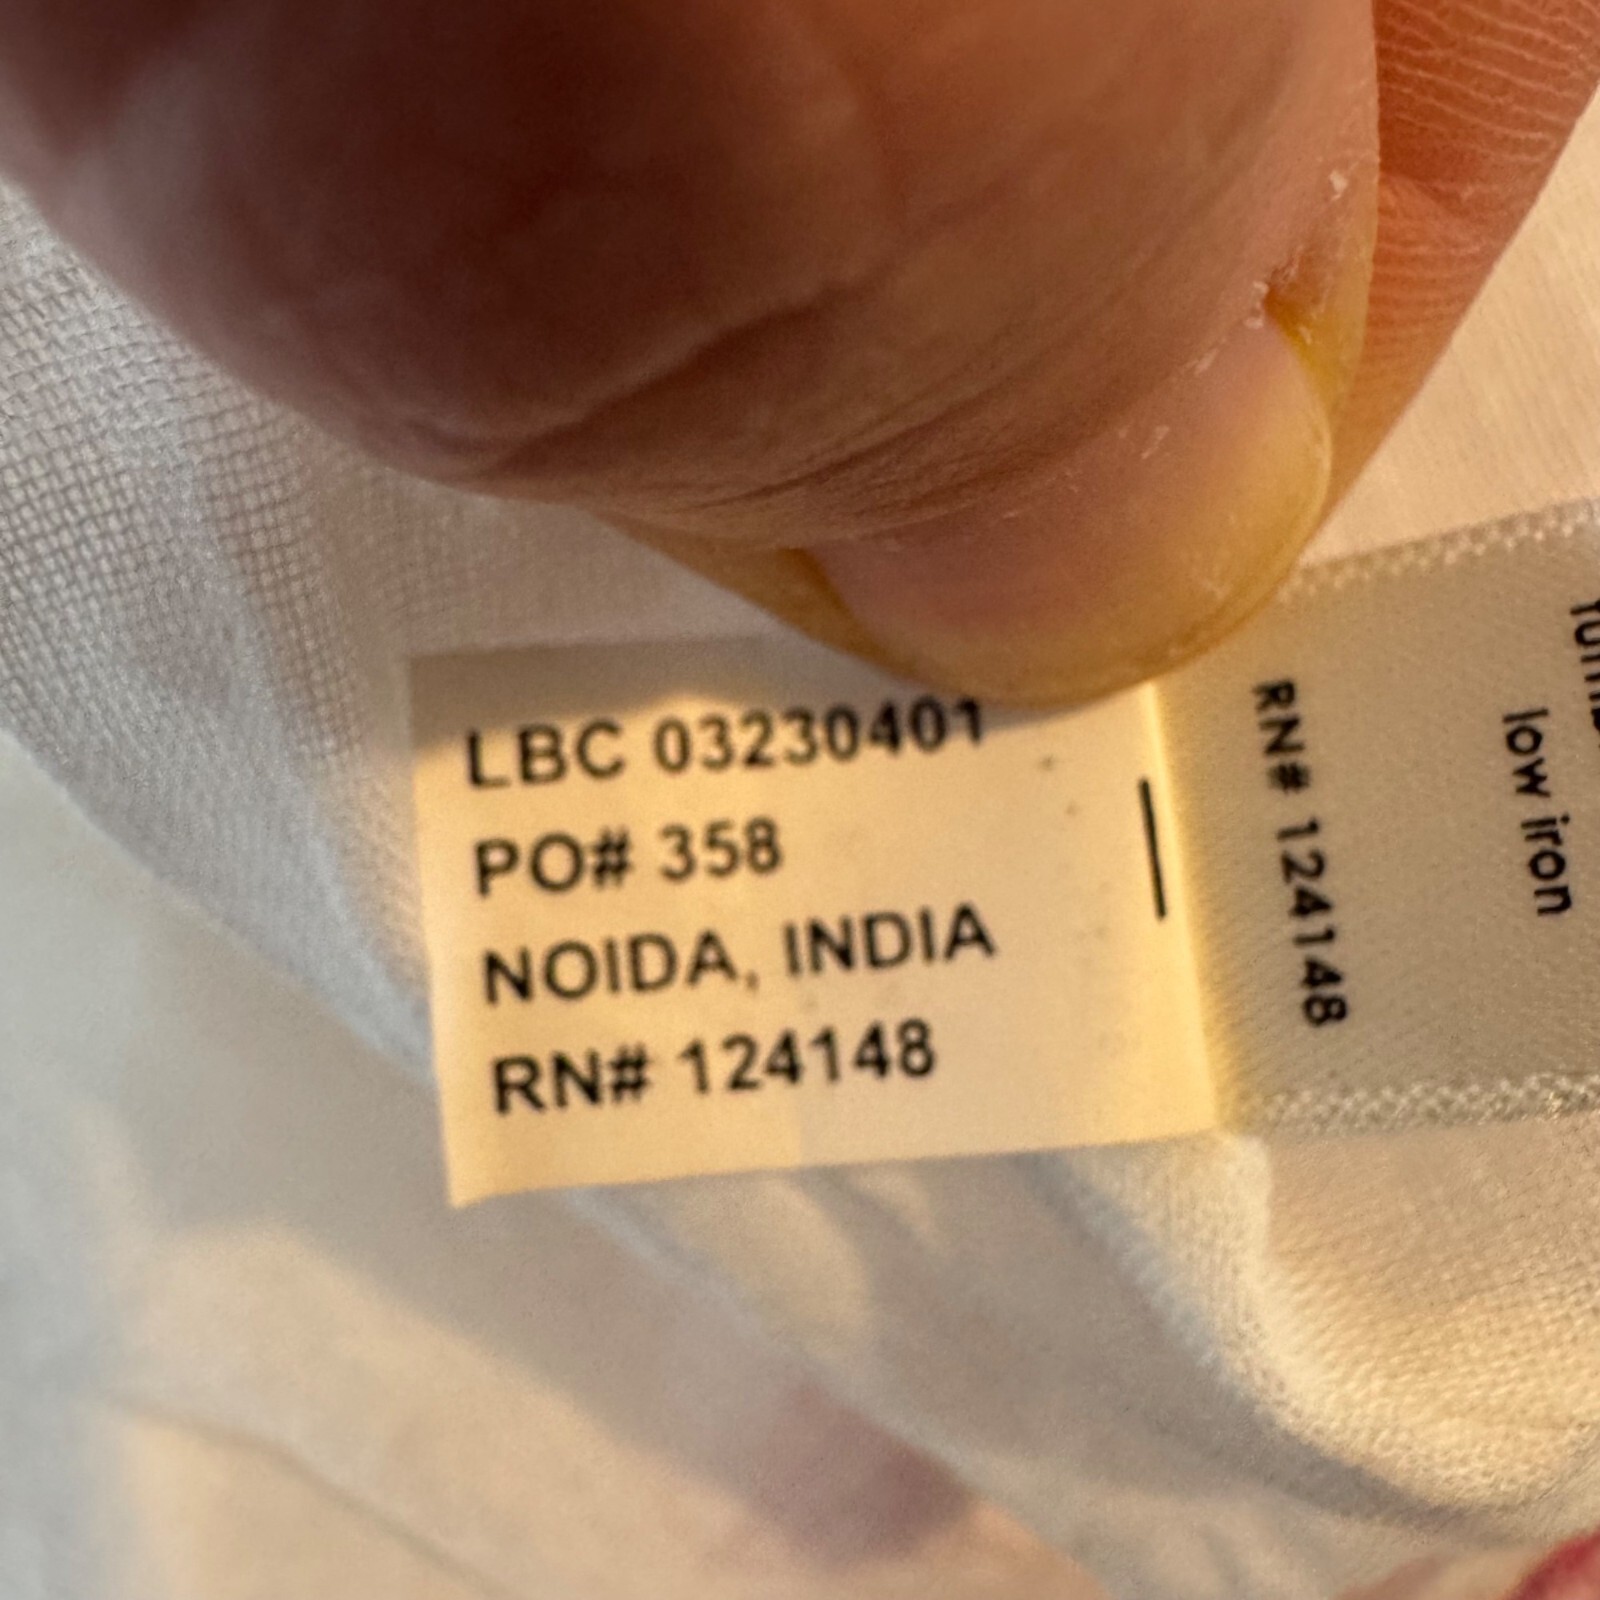 LBC 03230401
PO# 358
NOIDA, INDIA
RN# 124148
RN# 124148
low iron